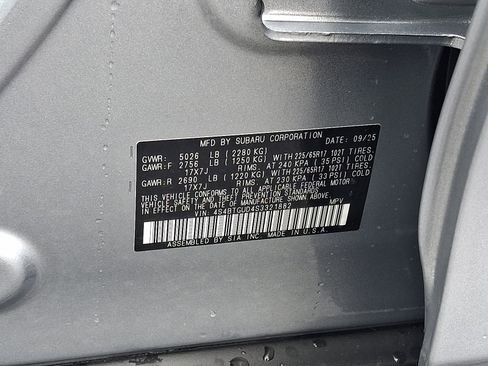 MFD BY SUBARU CORPORATION DATE: 09/25
GVWR: 5026 LB (2280 KG) WITH 225/65R17 102T TIRES.
GAWR:F 2756 LB (1250 KG) AT 240 KPA (35 PSI) COLD
17X7J RIMS WITH 225/65R17 102T TIRES.
GAWR:R 2690 LB (1220 KG) AT 230 KPA (33 PSI) COLD
17X7J RIMS
THIS VEHICLE CONFORMS TO ALL APPLICABLE FEDERAL MOTOR
VEHICLE SAFETY AND
STANDARDS IN EFFECT ON THE DATE OF MANUFACTURE SHOWN ABOVE.
VIN: 4S4BTGUD4S3321882 MPV
ASSEMBLED BY SIA INC. MADE IN U.S.A.